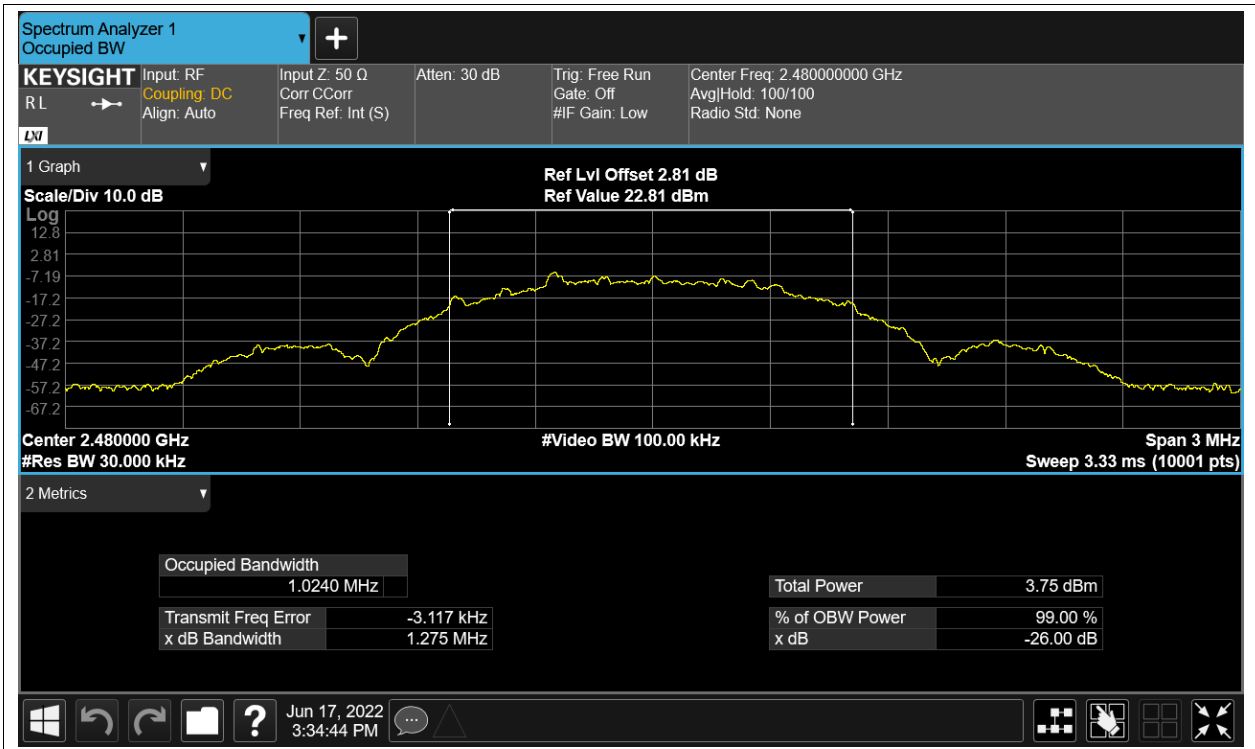 Spectrum Analyzer 1
Occupied BW
KEYSIGHT
R L
LXI
Input: RF
Coupling: DC
Align: Auto
Input Z: 50 Ω
Corr CCorr
Freq Ref: Int (S)
Atten: 30 dB
Trig: Free Run
Gate: Off
#IF Gain: Low
Center Freq: 2.480000000 GHz
Avg|Hold: 100/100
Radio Std: None
1 Graph
Scale/Div 10.0 dB
Ref Lvl Offset 2.81 dB
Ref Value 22.81 dBm
Log
12.8
2.81
-7.19
-17.2
-27.2
-37.2
-47.2
-57.2
-67.2
Center 2.480000 GHz
#Video BW 100.00 kHz
Span 3 MHz
#Res BW 30.000 kHz
Sweep 3.33 ms (10001 pts)
2 Metrics
Occupied Bandwidth
1.0240 MHz
Total Power 3.75 dBm
Transmit Freq Error -3.117 kHz
% of OBW Power 99.00 %
x dB Bandwidth 1.275 MHz
x dB -26.00 dB
Jun 17, 2022
3:34:44 PM